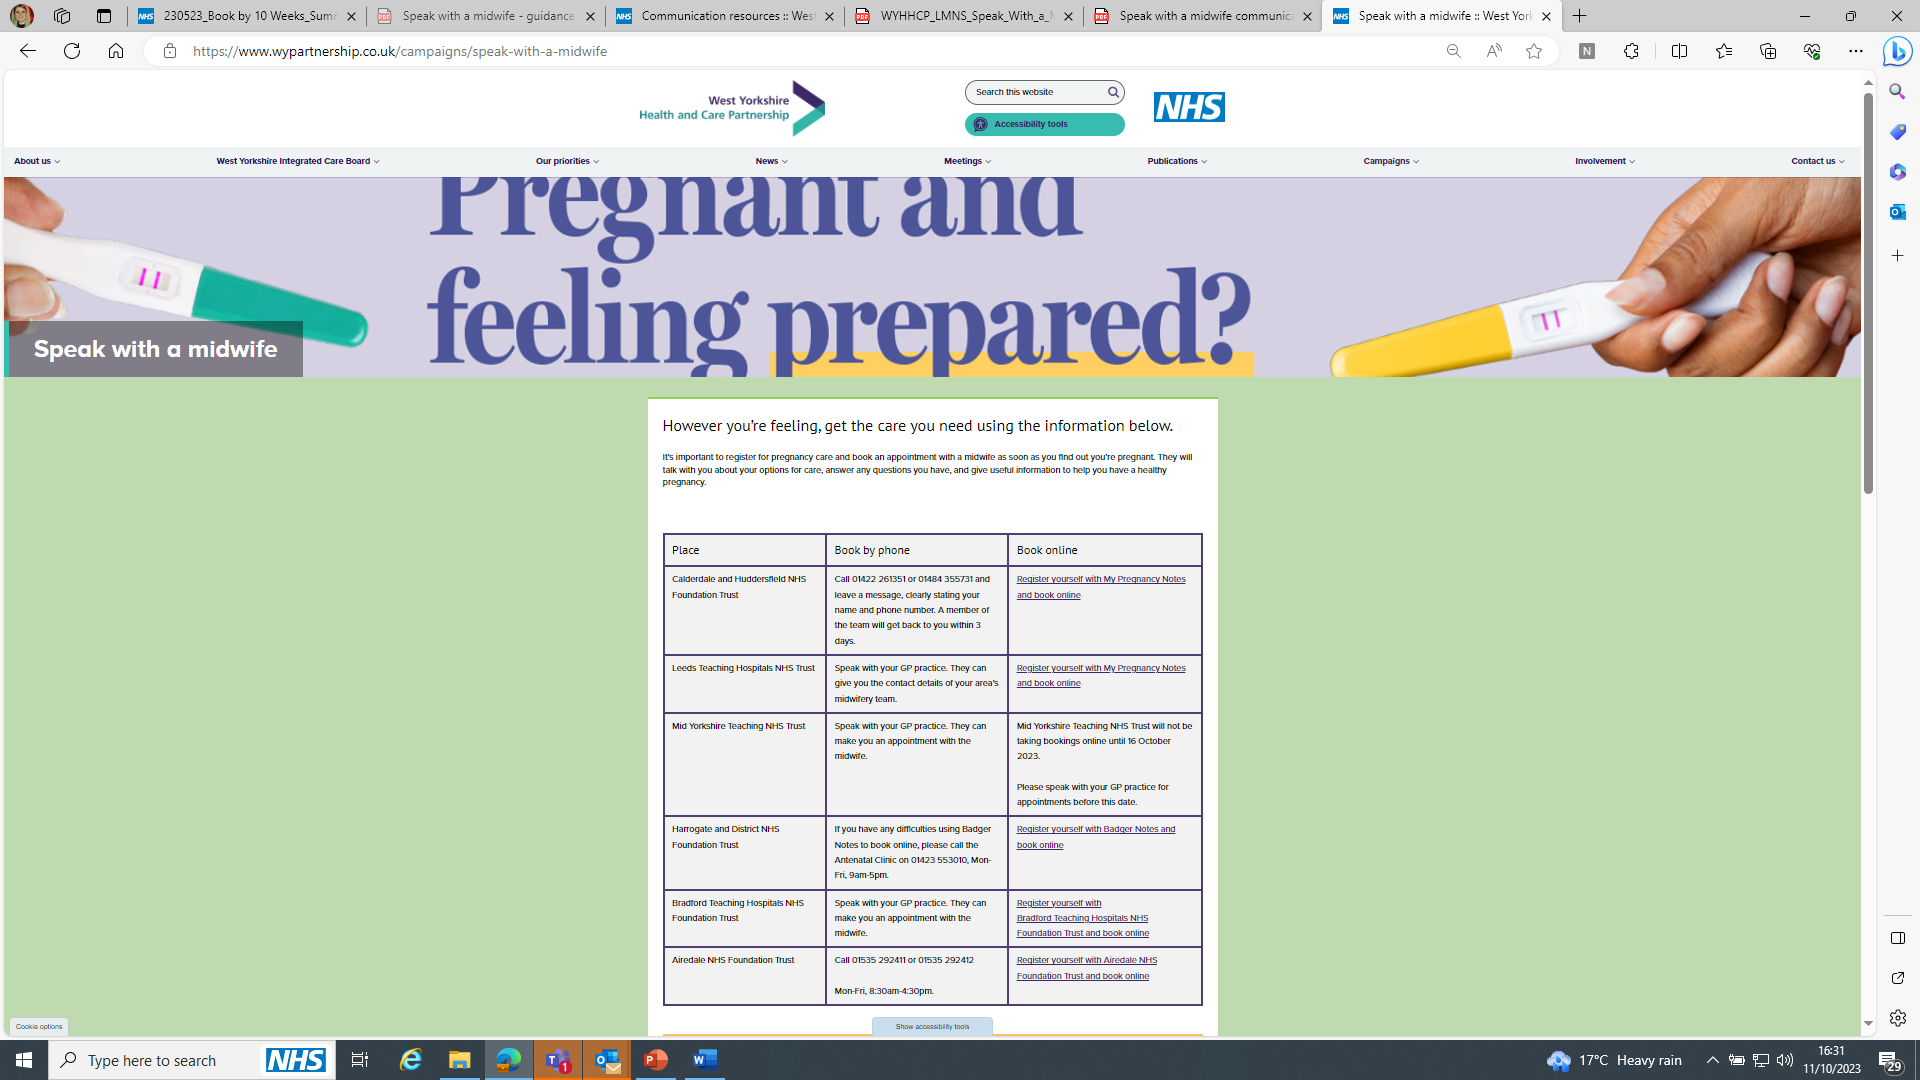 230523_Book by 10 Weeks_Summ
Speak with a midwife - guidance
Communication resources :: West
WYHHCP_LMNS_Speak_With_a_M
Speak with a midwife communica
Speak with a midwife :: West York
https://www.wypartnership.co.uk/campaigns/speak-with-a-midwife
West Yorkshire
Health and Care Partnership
Search this website
Accessibility tools
NHS
About us
West Yorkshire Integrated Care Board
Our priorities
News
Meetings
Publications
Campaigns
Involvement
Contact us
Pregnant and
feeling prepared?
Speak with a midwife
However you're feeling, get the care you need using the information below.
It's important to register for pregnancy care and book an appointment with a midwife as soon as you find out you're pregnant. They will
talk with you about your options for care, answer any questions you have, and give useful information to help you have a healthy
pregnancy.
Place
Book by phone
Book online
Calderdale and Huddersfield NHS
Foundation Trust
Call 01422 261351 or 01484 355731 and
leave a message, clearly stating your
name and phone number. A member of
the team will get back to you within 3
days.
Register yourself with My Pregnancy Notes
and book online
Leeds Teaching Hospitals NHS Trust
Speak with your GP practice. They can
give you the contact details of your area's
midwifery team.
Register yourself with My Pregnancy Notes
and book online
Mid Yorkshire Teaching NHS Trust
Speak with your GP practice. They can
make you an appointment with the
midwife.
Mid Yorkshire Teaching NHS Trust will not be
taking bookings online until 16 October
2023.
Please speak with your GP practice for
appointments before this date.
Harrogate and District NHS
Foundation Trust
If you have any difficulties using Badger
Notes to book online, please call the
Antenatal Clinic on 01423 553010, Mon-
Fri, 9am-5pm.
Register yourself with Badger Notes and
book online
Bradford Teaching Hospitals NHS
Foundation Trust
Speak with your GP practice. They can
make you an appointment with the
midwife.
Register yourself with
Bradford Teaching Hospitals NHS
Foundation Trust and book online
Airedale NHS Foundation Trust
Call 01535 292411 or 01535 292412
Mon-Fri, 8:30am-4:30pm.
Register yourself with Airedale NHS
Foundation Trust and book online
Cookie options
Show accessibility tools
Type here to search
NHS
17°C Heavy rain
16:31
11/10/2023
29